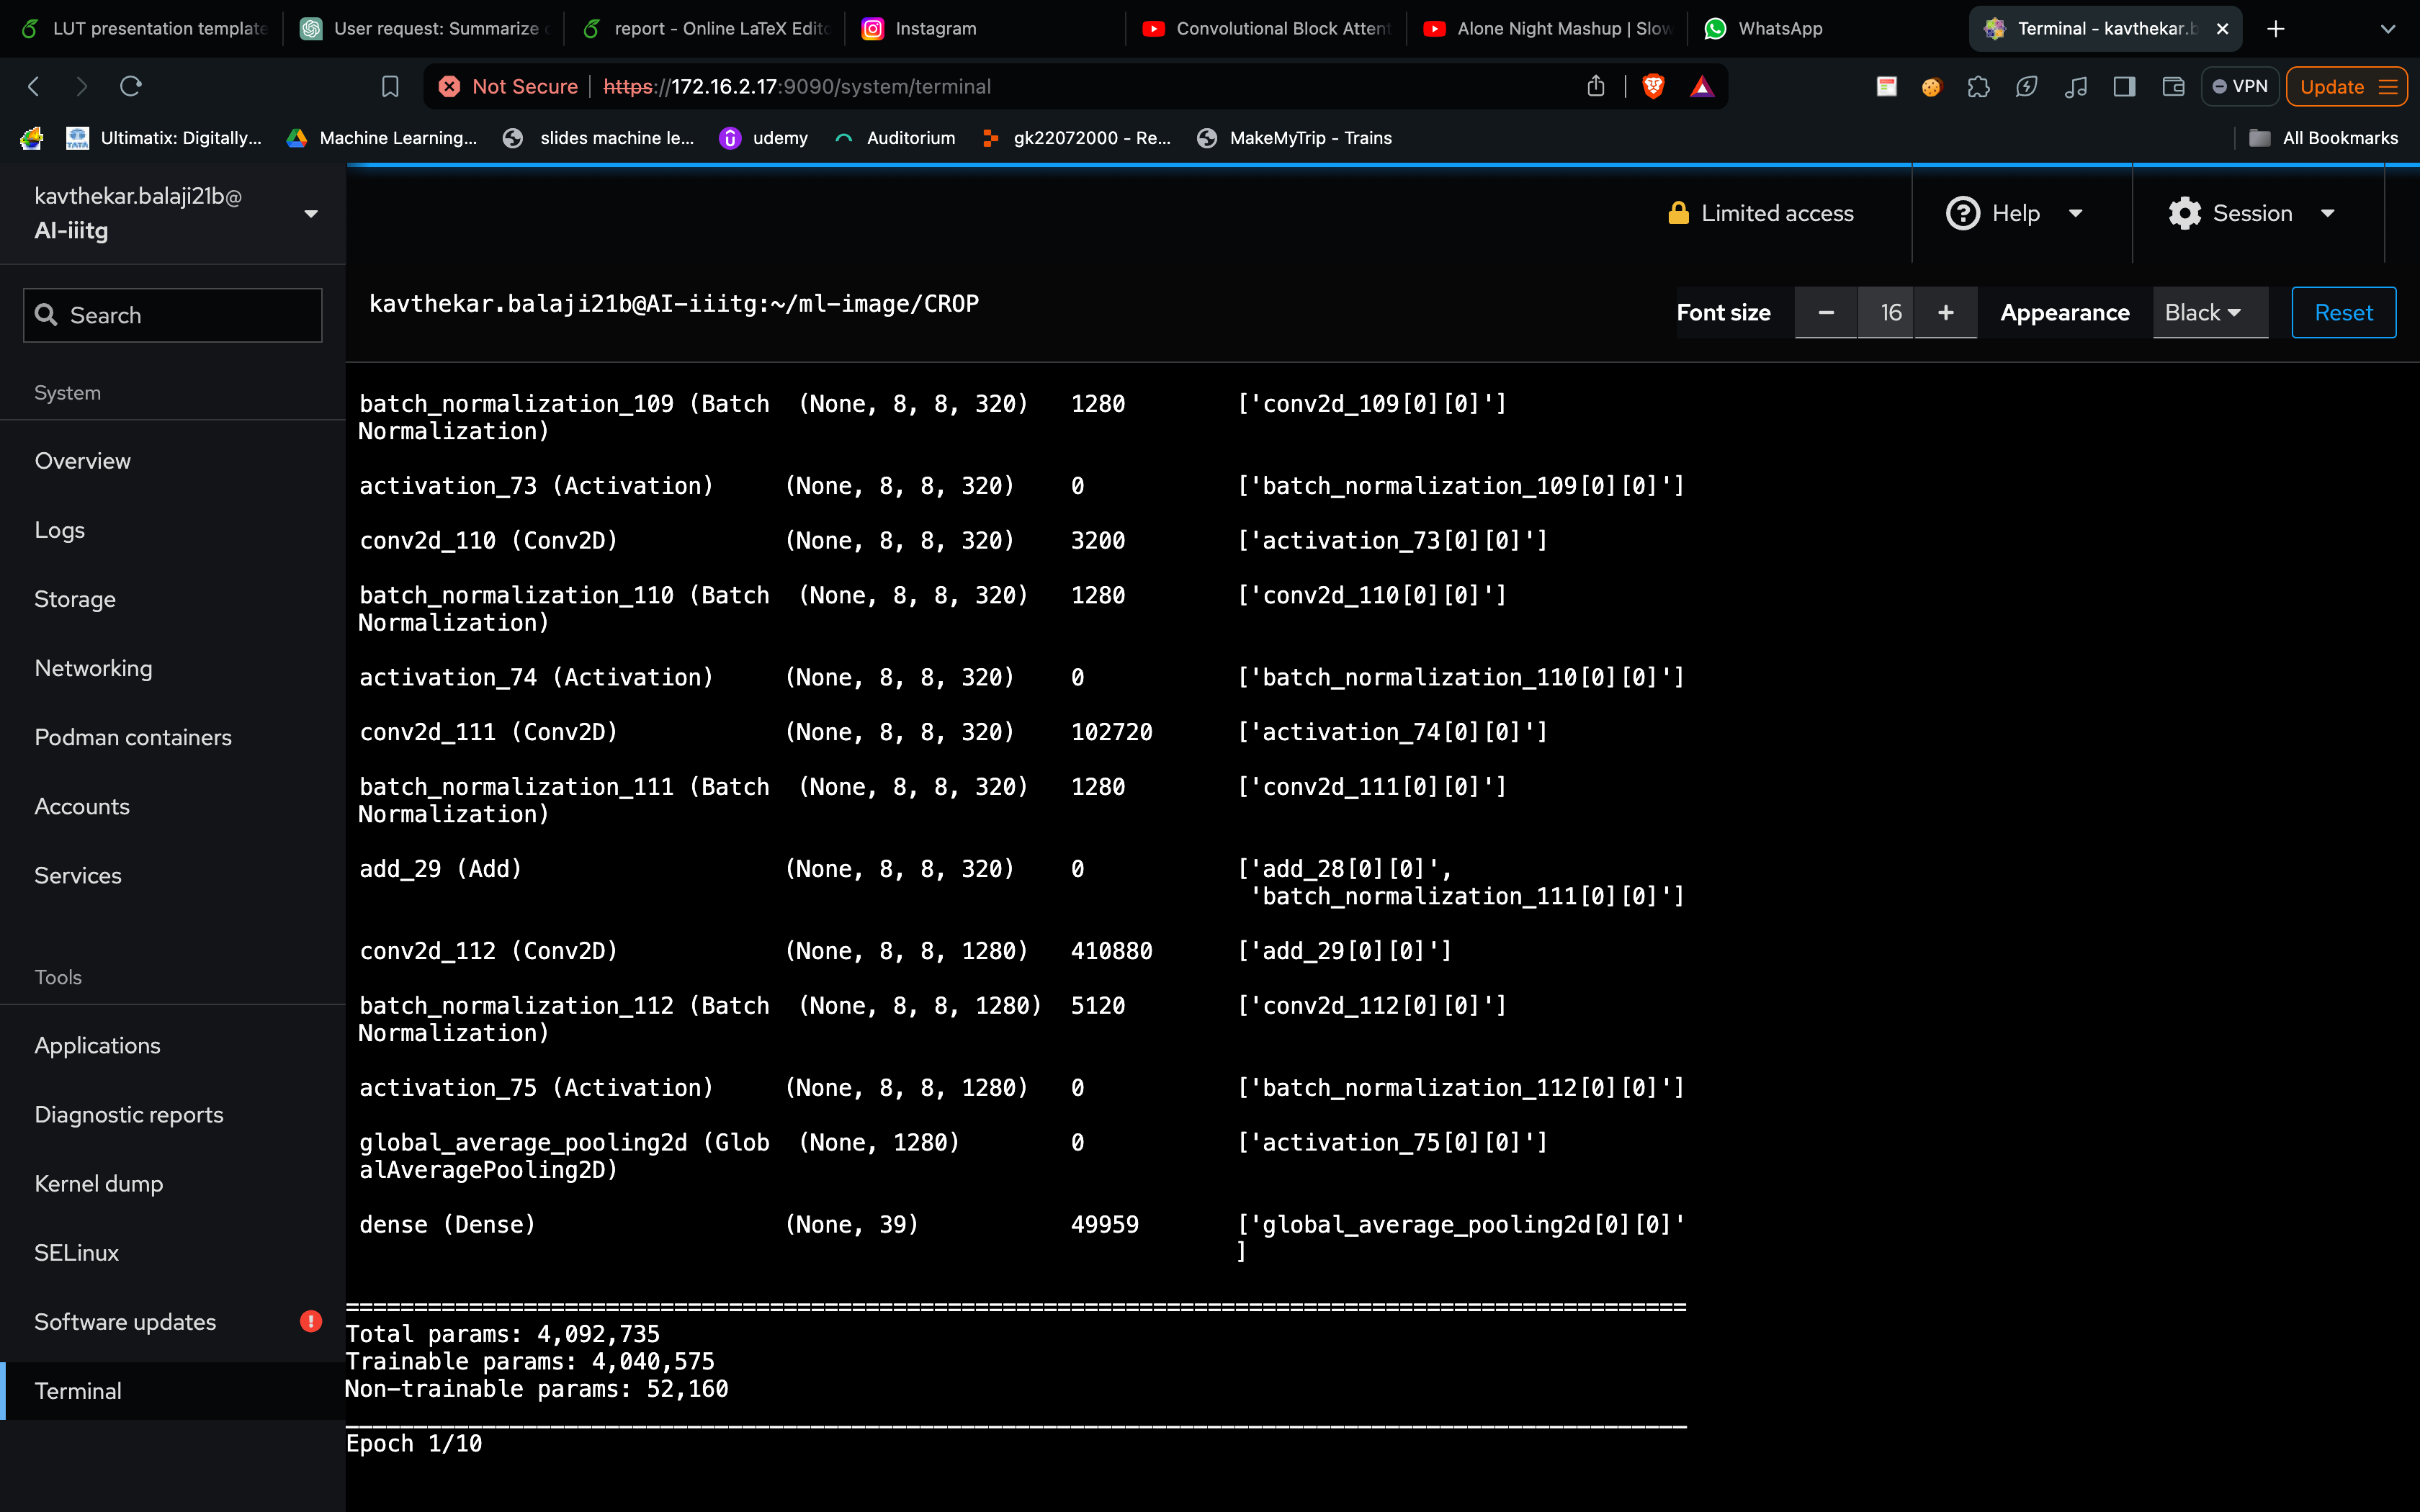 LUT presentation template
User request: Summarize
report - Online LaTeX Edito
Instagram
Convolutional Block Attent
Alone Night Mashup | Slow
WhatsApp
Terminal - kavthekar.b
Not Secure
https://172.16.2.17:9090/system/terminal
VPN
Update
TATA
Ultimatix: Digitally...
Machine Learning...
slides machine le...
udemy
Auditorium
gk22072000 - Re...
MakeMyTrip - Trains
All Bookmarks
kavthekar.balaji21b@
AI-iiitg
Limited access
Help
Session
Search
System
Overview
Logs
Storage
Networking
Podman containers
Accounts
Services
Tools
Applications
Diagnostic reports
Kernel dump
SELinux
Software updates
Terminal
kavthekar.balaji21b@AI-iiitg:~/ml-image/CROP
Font size
16
Appearance
Black
Reset
batch_normalization_109 (Batch (None, 8, 8, 320) 1280 ['conv2d_109[0][0]']
Normalization)
activation_73 (Activation) (None, 8, 8, 320) 0 ['batch_normalization_109[0][0]']
conv2d_110 (Conv2D) (None, 8, 8, 320) 3200 ['activation_73[0][0]']
batch_normalization_110 (Batch (None, 8, 8, 320) 1280 ['conv2d_110[0][0]']
Normalization)
activation_74 (Activation) (None, 8, 8, 320) 0 ['batch_normalization_110[0][0]']
conv2d_111 (Conv2D) (None, 8, 8, 320) 102720 ['activation_74[0][0]']
batch_normalization_111 (Batch (None, 8, 8, 320) 1280 ['conv2d_111[0][0]']
Normalization)
add_29 (Add) (None, 8, 8, 320) 0 ['add_28[0][0]',
'batch_normalization_111[0][0]']
conv2d_112 (Conv2D) (None, 8, 8, 1280) 410880 ['add_29[0][0]']
batch_normalization_112 (Batch (None, 8, 8, 1280) 5120 ['conv2d_112[0][0]']
Normalization)
activation_75 (Activation) (None, 8, 8, 1280) 0 ['batch_normalization_112[0][0]']
global_average_pooling2d (Glob (None, 1280) 0 ['activation_75[0][0]']
alAveragePooling2D)
dense (Dense) (None, 39) 49959 ['global_average_pooling2d[0][0]'
]
==================================================================================================
Total params: 4,092,735
Trainable params: 4,040,575
Non-trainable params: 52,160
__________________________________________________________________________________________________
Epoch 1/10